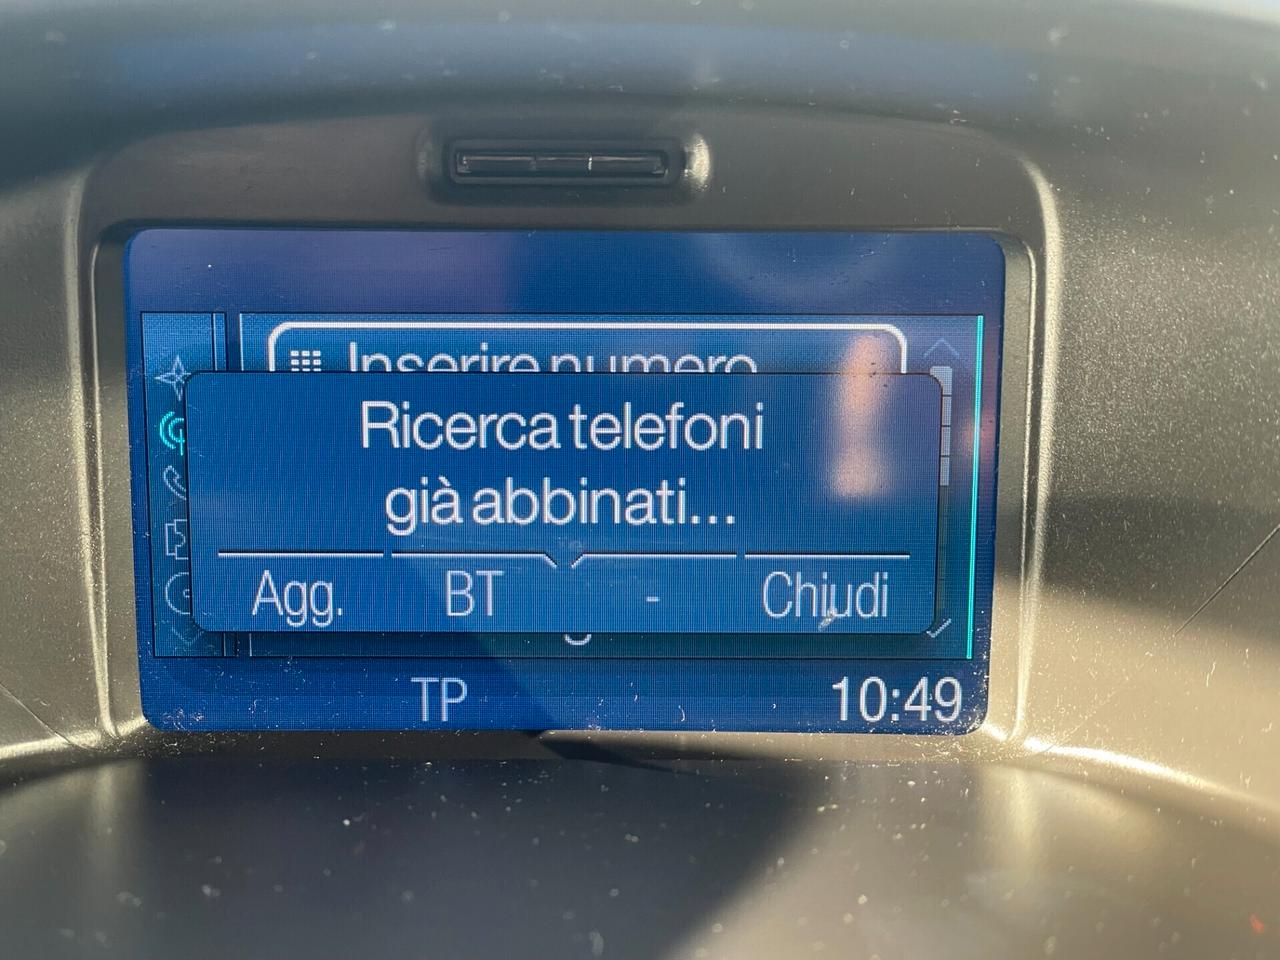 Inserire numero
Ricerca telefoni
già abbinati...
Agg. BT - Chiudi
TP 10:49